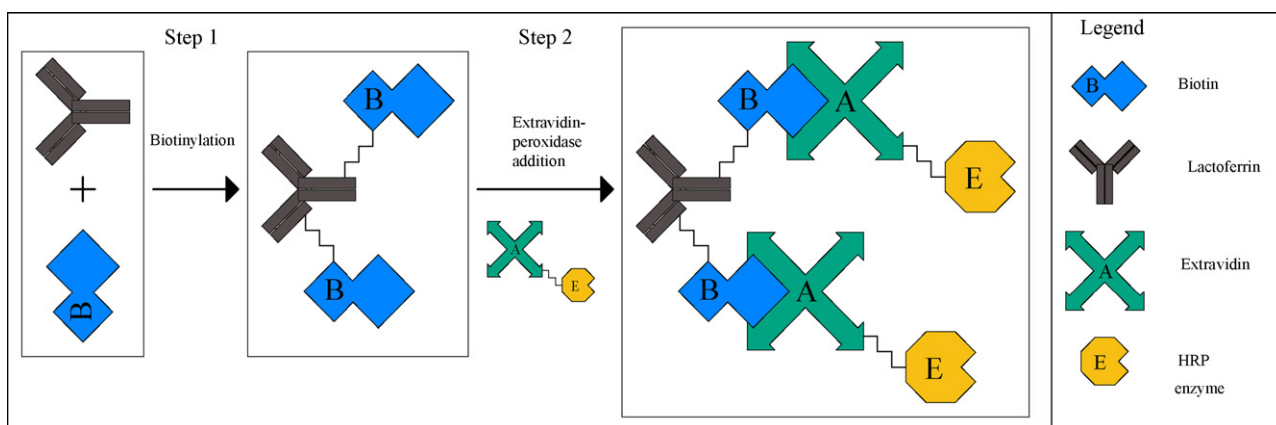 Step 1
Step 2
Legend
Biotinylation
Extravidin-
peroxidase
addition
+
B
B
B
A
E
B
A
E
B
A
E
B
Biotin
Lactoferrin
A
Extravidin
E
HRP
enzyme